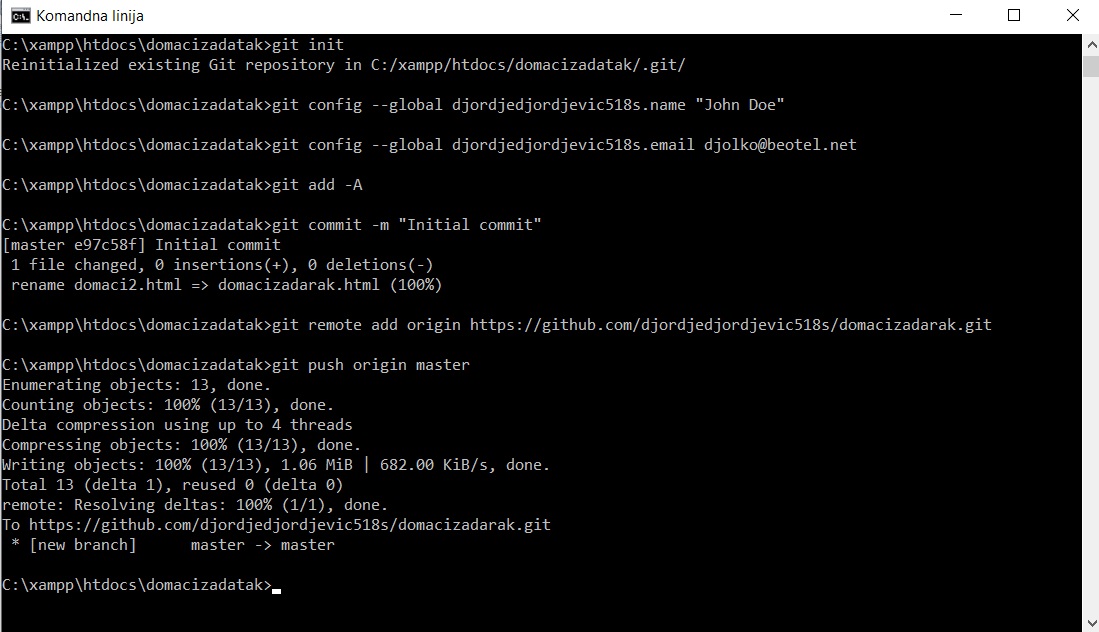 Komandna linija
C:\xampp\htdocs\domacizadatak>git init
Reinitialized existing Git repository in C:/xampp/htdocs/domacizadatak/.git/
C:\xampp\htdocs\domacizadatak>git config --global djordjedjordjevic518s.name "John Doe"
C:\xampp\htdocs\domacizadatak>git config --global djordjedjordjevic518s.email djolko@beotel.net
C:\xampp\htdocs\domacizadatak>git add -A
C:\xampp\htdocs\domacizadatak>git commit -m "Initial commit"
[master e97c58f] Initial commit
 1 file changed, 0 insertions(+), 0 deletions(-)
 rename domaci2.html => domacizadarak.html (100%)
C:\xampp\htdocs\domacizadatak>git remote add origin https://github.com/djordjedjordjevic518s/domacizadarak.git
C:\xampp\htdocs\domacizadatak>git push origin master
Enumerating objects: 13, done.
Counting objects: 100% (13/13), done.
Delta compression using up to 4 threads
Compressing objects: 100% (13/13), done.
Writing objects: 100% (13/13), 1.06 MiB | 682.00 KiB/s, done.
Total 13 (delta 1), reused 0 (delta 0)
remote: Resolving deltas: 100% (1/1), done.
To https://github.com/djordjedjordjevic518s/domacizadarak.git
 * [new branch]      master -> master
C:\xampp\htdocs\domacizadatak>